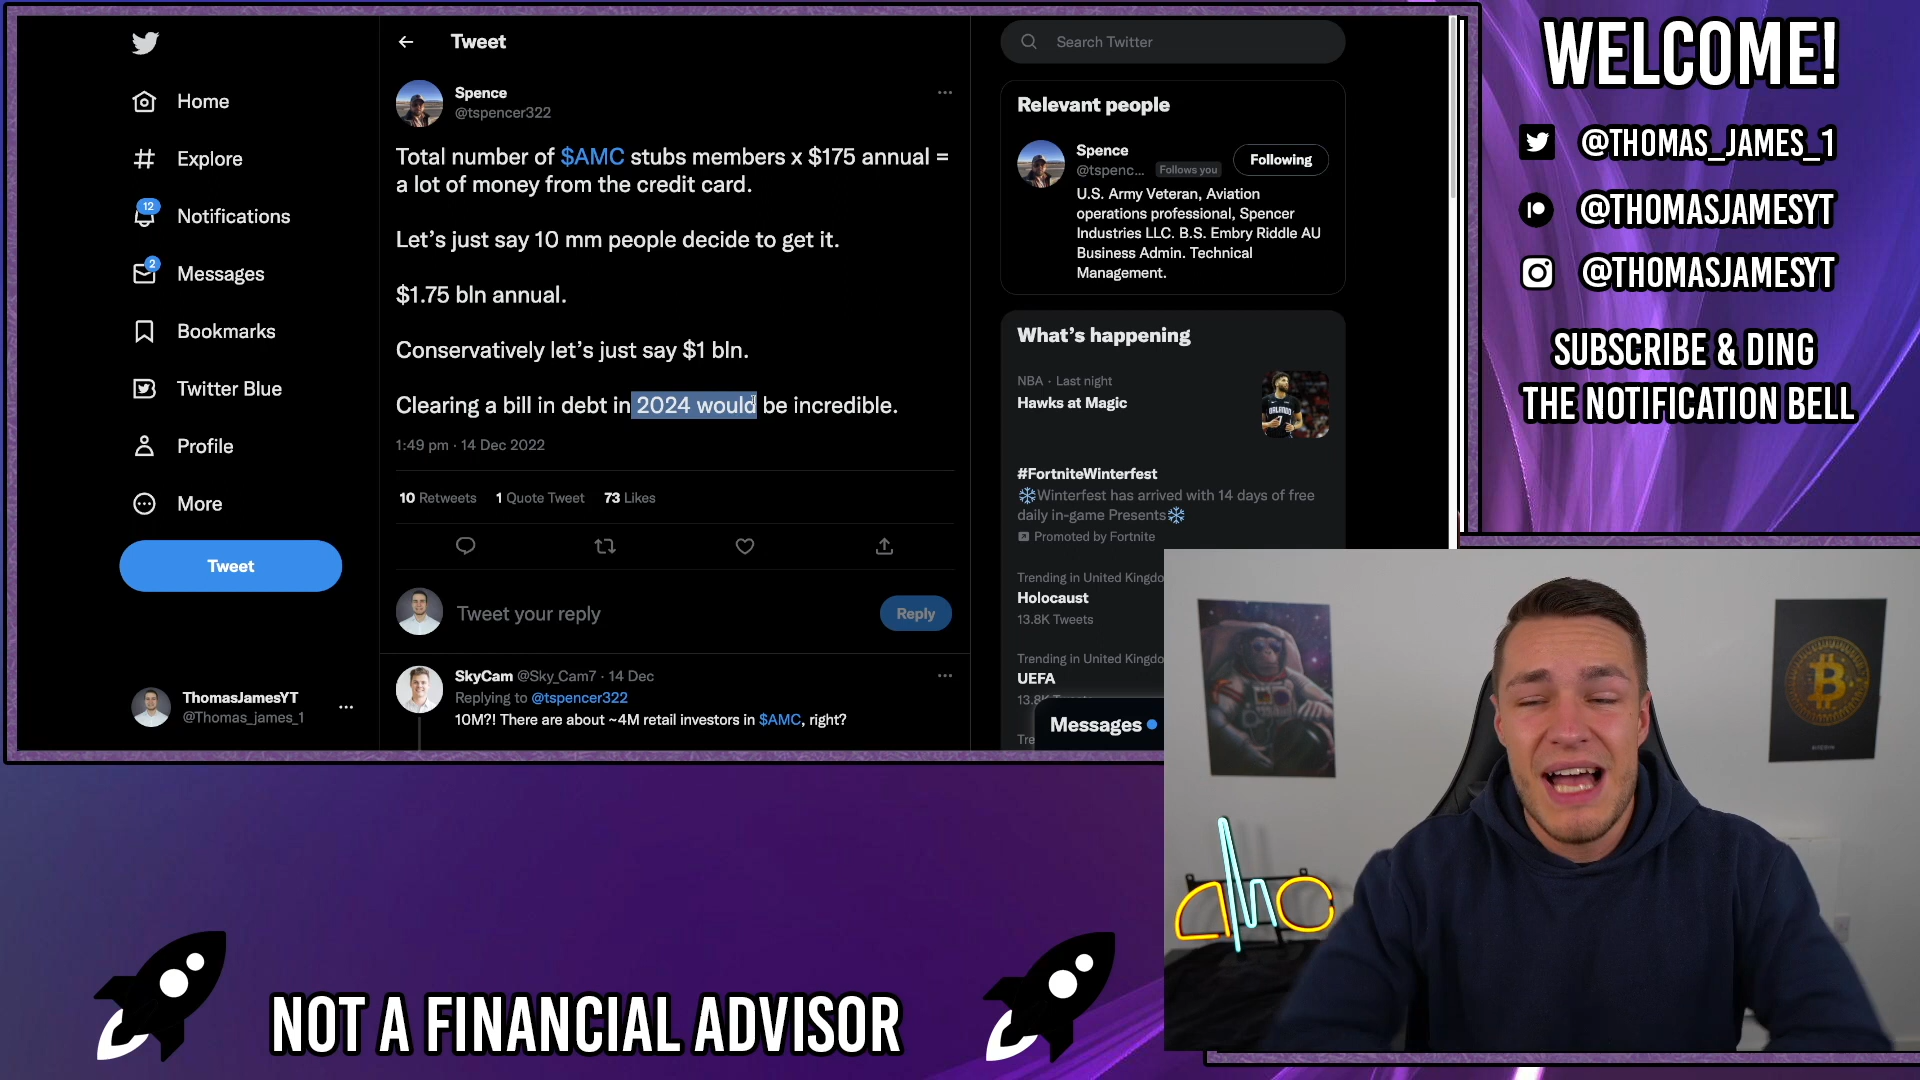 Home
Explore
12
Notifications
2
Messages
Bookmarks
Twitter Blue
Profile
More
Tweet
ThomasJamesYT
@Thomas_james_1
Tweet
Spence
@tspencer322
Total number of $AMC stubs members x $175 annual =
a lot of money from the credit card.
Let's just say 10 mm people decide to get it.
$1.75 bln annual.
Conservatively let's just say $1 bln.
Clearing a bill in debt in 2024 would be incredible.
1:49 pm · 14 Dec 2022
10 Retweets 1 Quote Tweet 73 Likes
Tweet your reply
Reply
SkyCam @Sky_Cam7 · 14 Dec
Replying to @tspencer322
10M?! There are about ~4M retail investors in $AMC, right?
Search Twitter
Relevant people
Spence
@tspenc... Follows you
Following
U.S. Army Veteran, Aviation
operations professional, Spencer
Industries LLC. B.S. Embry Riddle AU
Business Admin. Technical
Management.
What's happening
NBA · Last night
Hawks at Magic
#FortniteWinterfest
Winterfest has arrived with 14 days of free
daily in-game Presents
Promoted by Fortnite
Trending in United Kingdo
Holocaust
13.8K Tweets
Trending in United Kingdo
UEFA
13.8K Tweets
Tre
Messages
WELCOME!
@THOMAS_JAMES_1
@THOMASJAMESYT
@THOMASJAMESYT
SUBSCRIBE & DING
THE NOTIFICATION BELL
NOT A FINANCIAL ADVISOR